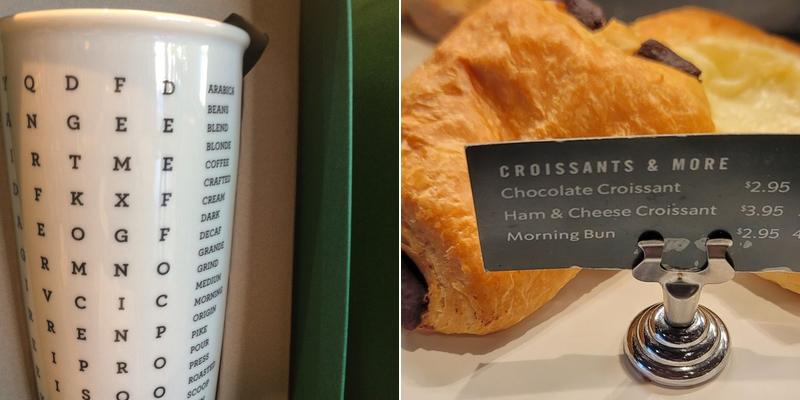 Y Q D F D
A N G E E
I R T M E
D F K X F
A E O G F
G R M N O
I V C I C
R R E N P
E I P R O
I S S O O
ARABICA
BEANS
BLEND
BLONDE
COFFEE
CRAFTED
CREAM
DARK
DECAF
GRANDE
GRIND
MEDIUM
MORNING
ORIGIN
PIKE
POUR
PRESS
ROASTED
SCOOP
CROISSANTS & MORE
Chocolate Croissant $2.95
Ham & Cheese Croissant $3.95
Morning Bun $2.95